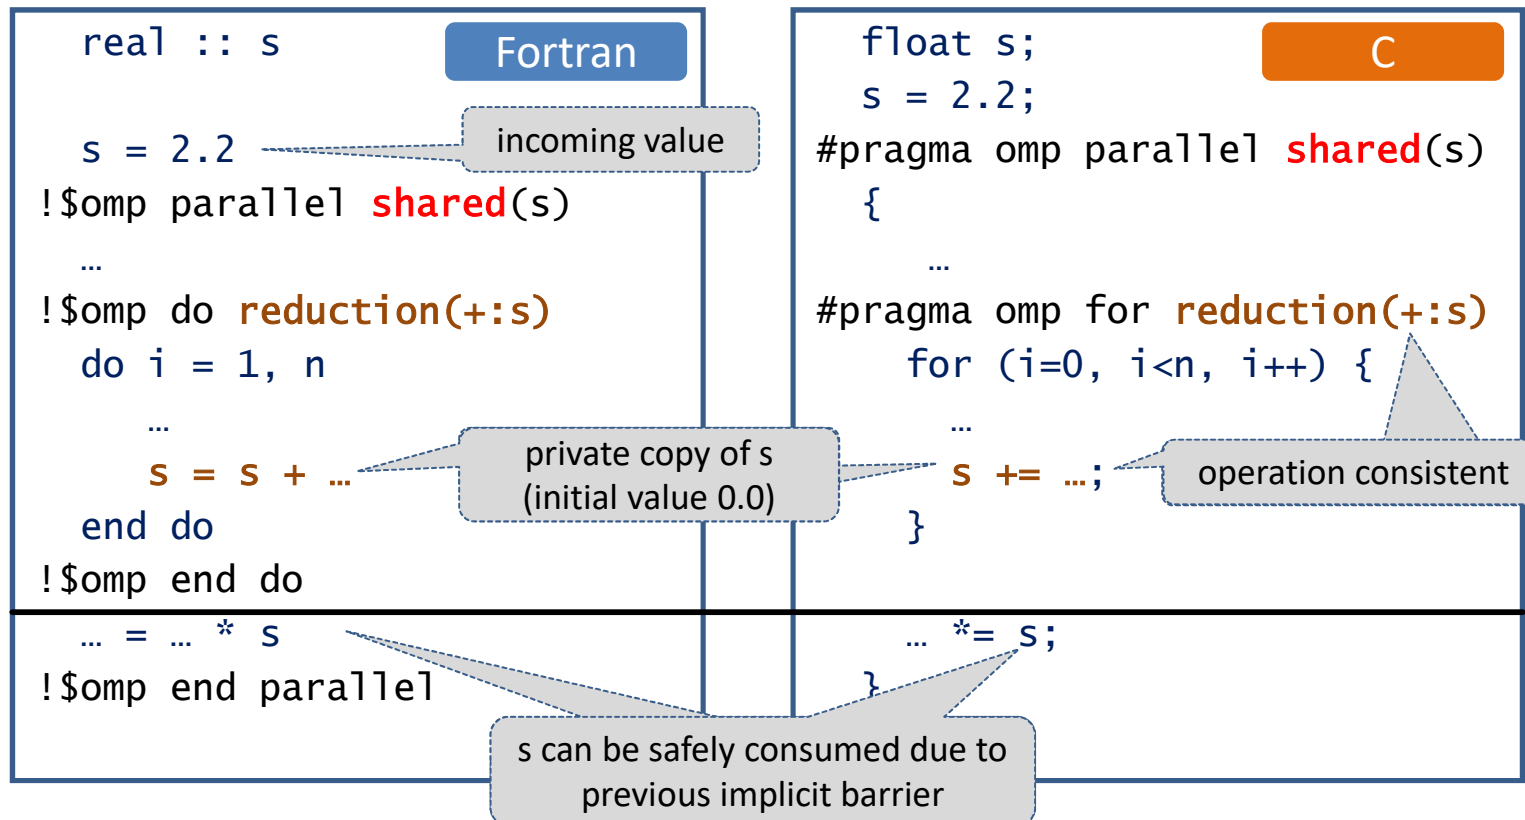 real :: s
Fortran
incoming value
s = 2.2
!$omp parallel shared(s)
…
!$omp do reduction(+:s)
do i = 1, n
…
private copy of s
(initial value 0.0)
s = s + …
end do
!$omp end do
… = … * s
!$omp end parallel
float s;
C
s = 2.2;
#pragma omp parallel shared(s)
{
…
#pragma omp for reduction(+:s)
for (i=0, i<n, i++) {
…
s += …;
operation consistent
}
… *= s;
}
s can be safely consumed due to
previous implicit barrier